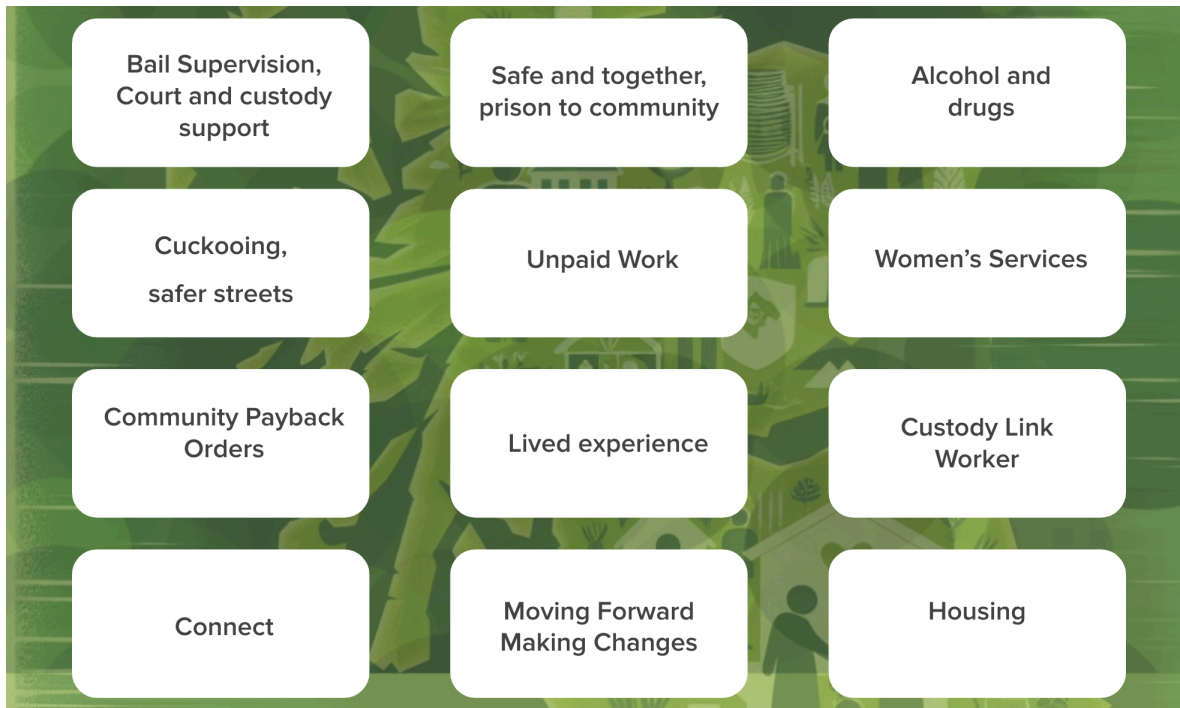 Bail Supervision,
Court and custody
support
Safe and together,
prison to community
Alcohol and
drugs
Cuckooing,
safer streets
Unpaid Work
Women’s Services
Community Payback
Orders
Lived experience
Custody Link
Worker
Connect
Moving Forward
Making Changes
Housing